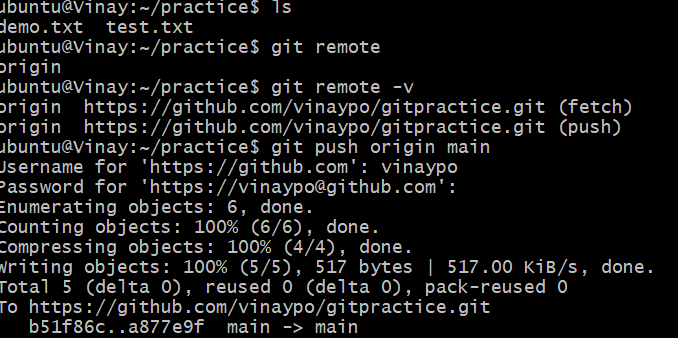 ubuntu@Vinay:~/practice$ ls
demo.txt  test.txt
ubuntu@Vinay:~/practice$ git remote
origin
ubuntu@Vinay:~/practice$ git remote -v
origin  https://github.com/vinaypo/gitpractice.git (fetch)
origin  https://github.com/vinaypo/gitpractice.git (push)
ubuntu@Vinay:~/practice$ git push origin main
Username for 'https://github.com': vinaypo
Password for 'https://vinaypo@github.com':
Enumerating objects: 6, done.
Counting objects: 100% (6/6), done.
Compressing objects: 100% (4/4), done.
Writing objects: 100% (5/5), 517 bytes | 517.00 KiB/s, done.
Total 5 (delta 0), reused 0 (delta 0), pack-reused 0
To https://github.com/vinaypo/gitpractice.git
   b51f86c..a877e9f  main -> main